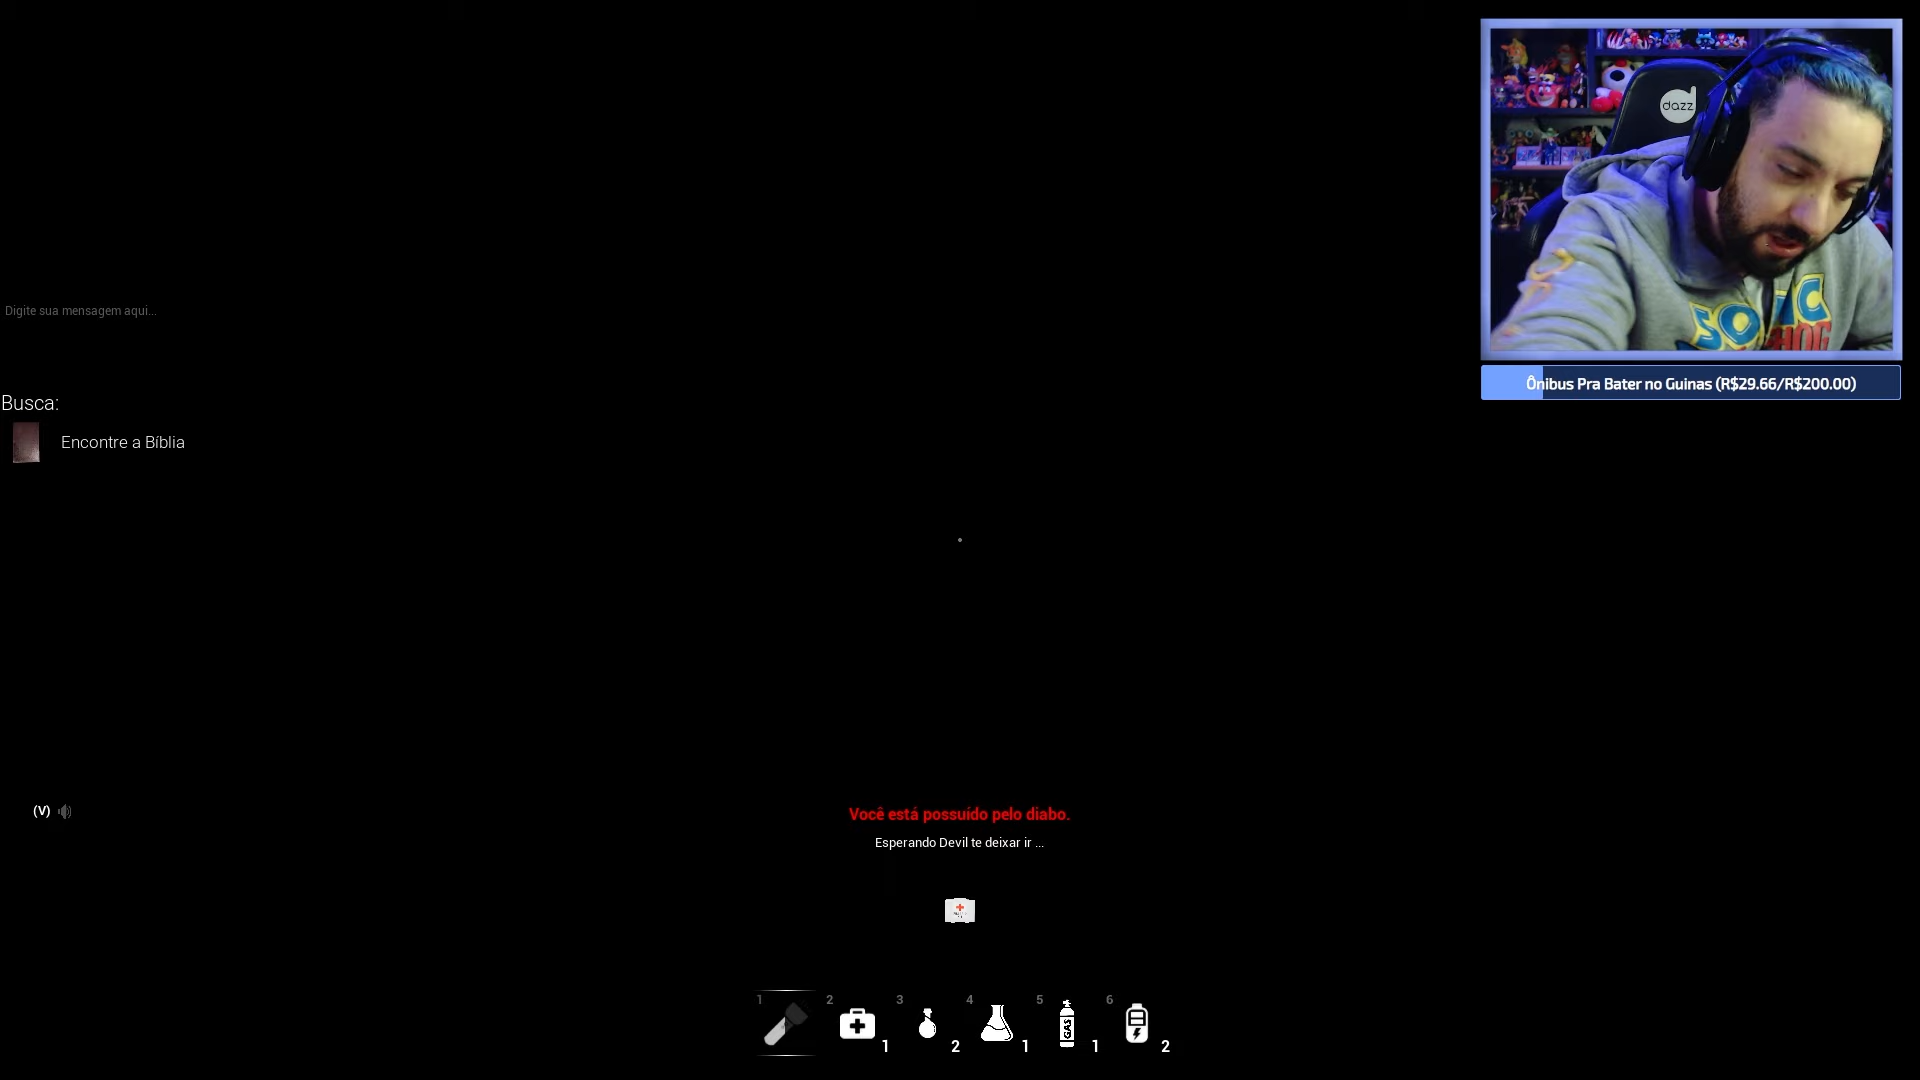 dazz
SONIC
Ônibus Pra Bater no Guinas (R$29.66/R$200.00)
Digite sua mensagem aqui...
Busca:
Encontre a Bíblia
(V)
Você está possuído pelo diabo.
Esperando Devil te deixar ir ...
1 2 3 4 5 6
GAS
1 2 1 1 2